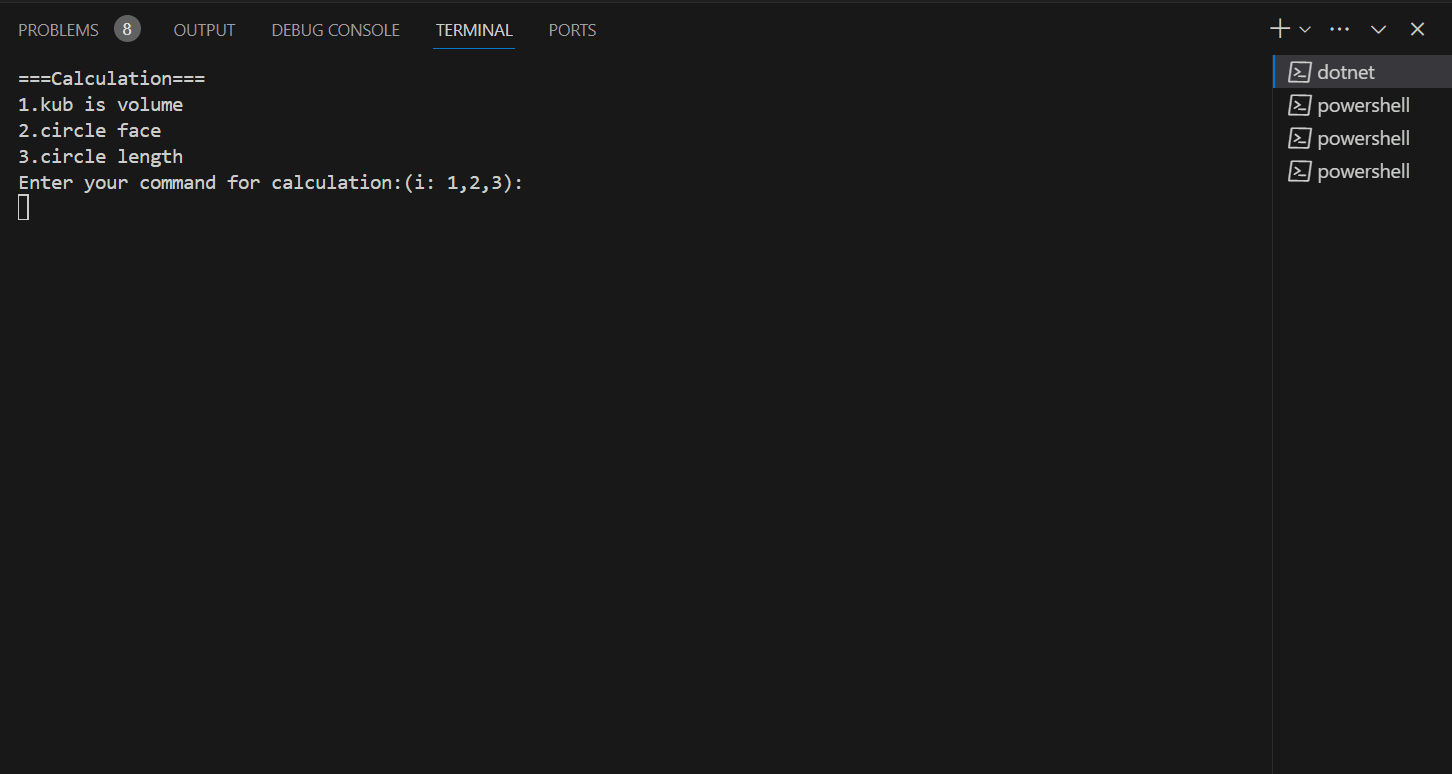 PROBLEMS 8 OUTPUT DEBUG CONSOLE TERMINAL PORTS
===Calculation===
1.kub is volume
2.circle face
3.circle length
Enter your command for calculation:(i: 1,2,3):
dotnet
powershell
powershell
powershell